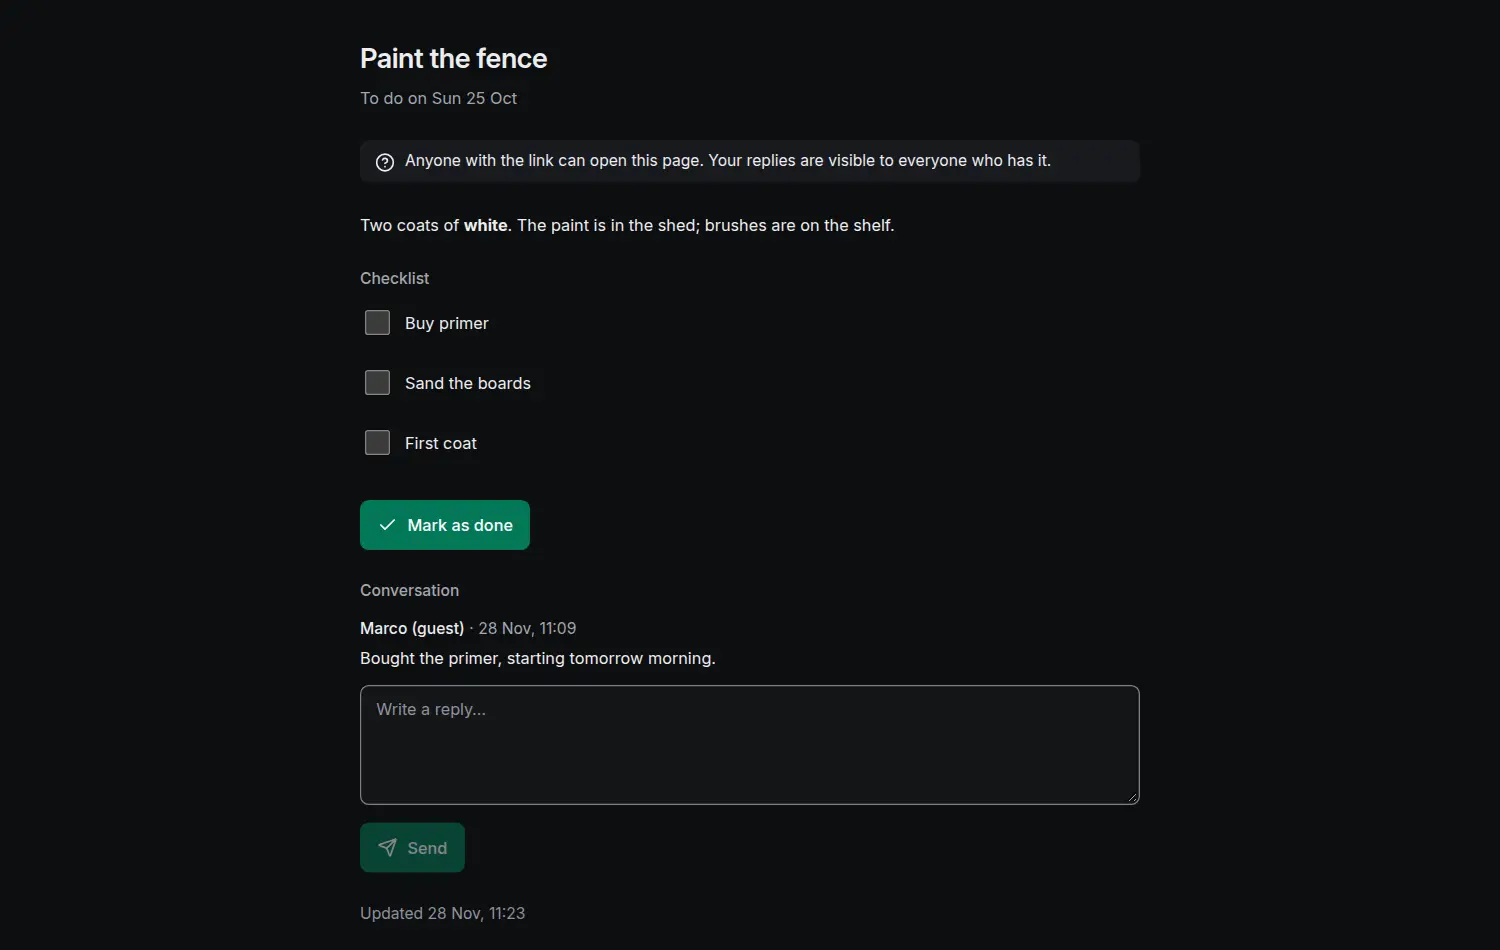 Paint the fence
To do on Sun 25 Oct
Anyone with the link can open this page. Your replies are visible to everyone who has it.
Two coats of white. The paint is in the shed; brushes are on the shelf.
Checklist
Buy primer
Sand the boards
First coat
Mark as done
Conversation
Marco (guest) · 28 Nov, 11:09
Bought the primer, starting tomorrow morning.
Write a reply…
Send
Updated 28 Nov, 11:23